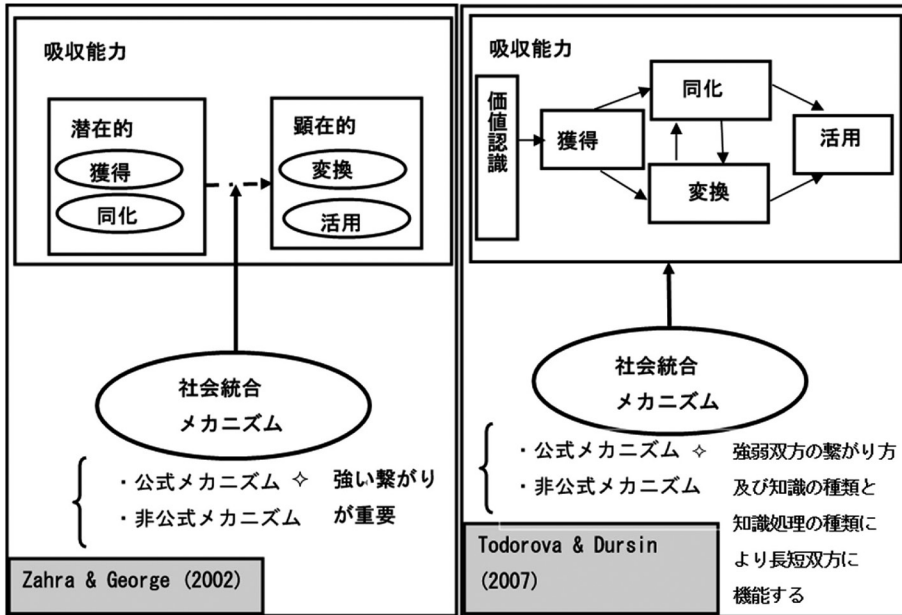 吸収能力
潜在的
獲得
同化
顕在的
変換
活用
社会統合
メカニズム
・公式メカニズム ✧ 強い繋がり
・非公式メカニズム が重要
Zahra & George (2002)
吸収能力
価値認識
獲得
同化
変換
活用
社会統合
メカニズム
・公式メカニズム ✧ 強弱双方の繋がり方
・非公式メカニズム 及び知識の種類と
知識処理の種類に
より長短双方に
機能する
Todorova & Dursin
(2007)